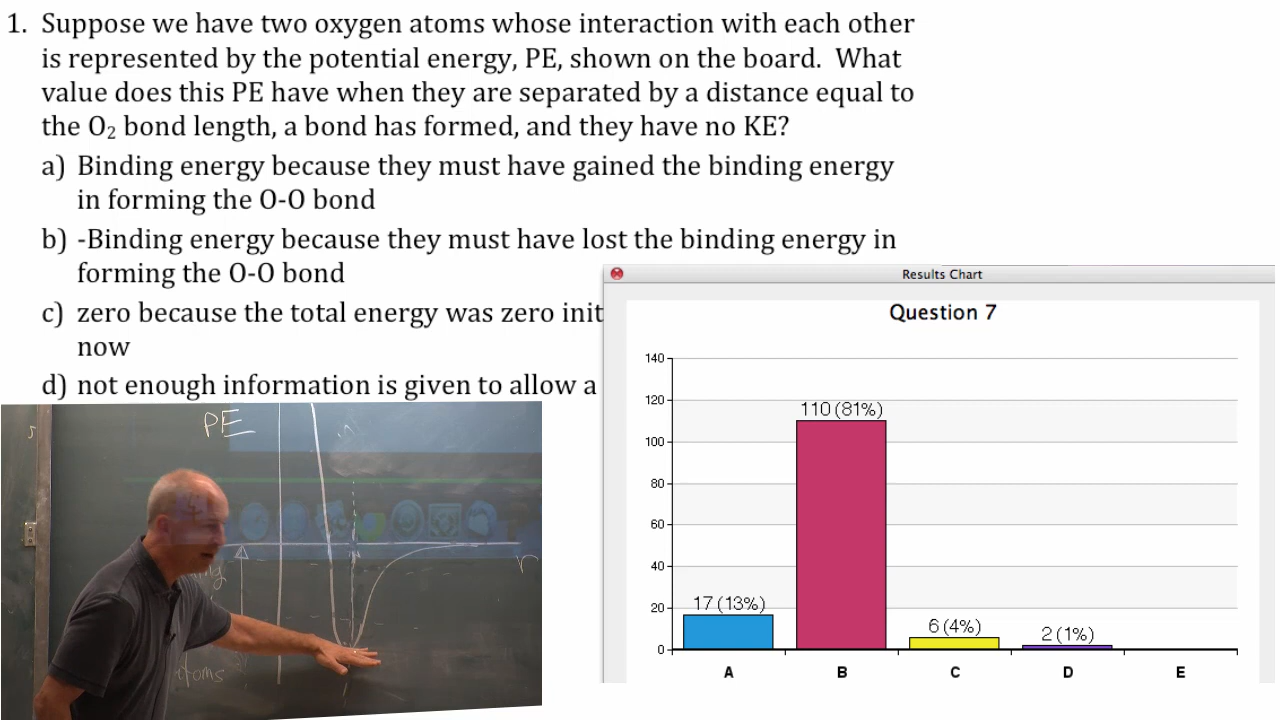 1. Suppose we have two oxygen atoms whose interaction with each other
is represented by the potential energy, PE, shown on the board. What
value does this PE have when they are separated by a distance equal to
the O₂ bond length, a bond has formed, and they have no KE?
a) Binding energy because they must have gained the binding energy
in forming the O-O bond
b) -Binding energy because they must have lost the binding energy in
forming the O-O bond
c) zero because the total energy was zero init
now
d) not enough information is given to allow a
Results Chart
Question 7
140
120
100
80
60
40
20
0
17 (13%)
110 (81%)
6 (4%)
2 (1%)
A B C D E
PE
r
atoms